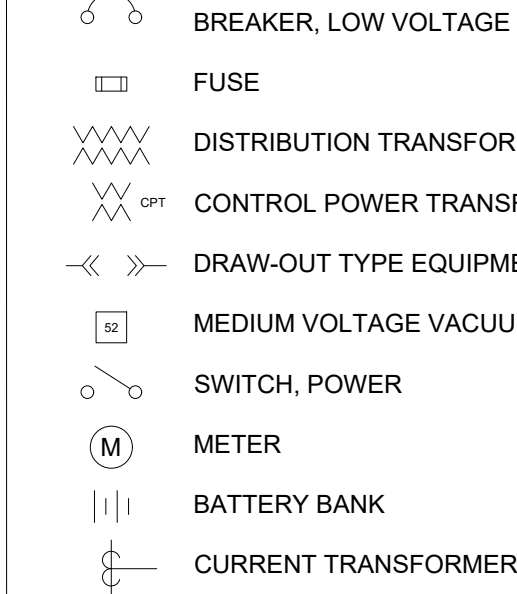 BREAKER, LOW VOLTAGE
FUSE
DISTRIBUTION TRANSFOR
CPT CONTROL POWER TRANSF
DRAW-OUT TYPE EQUIPME
52 MEDIUM VOLTAGE VACUU
SWITCH, POWER
M METER
BATTERY BANK
CURRENT TRANSFORMER